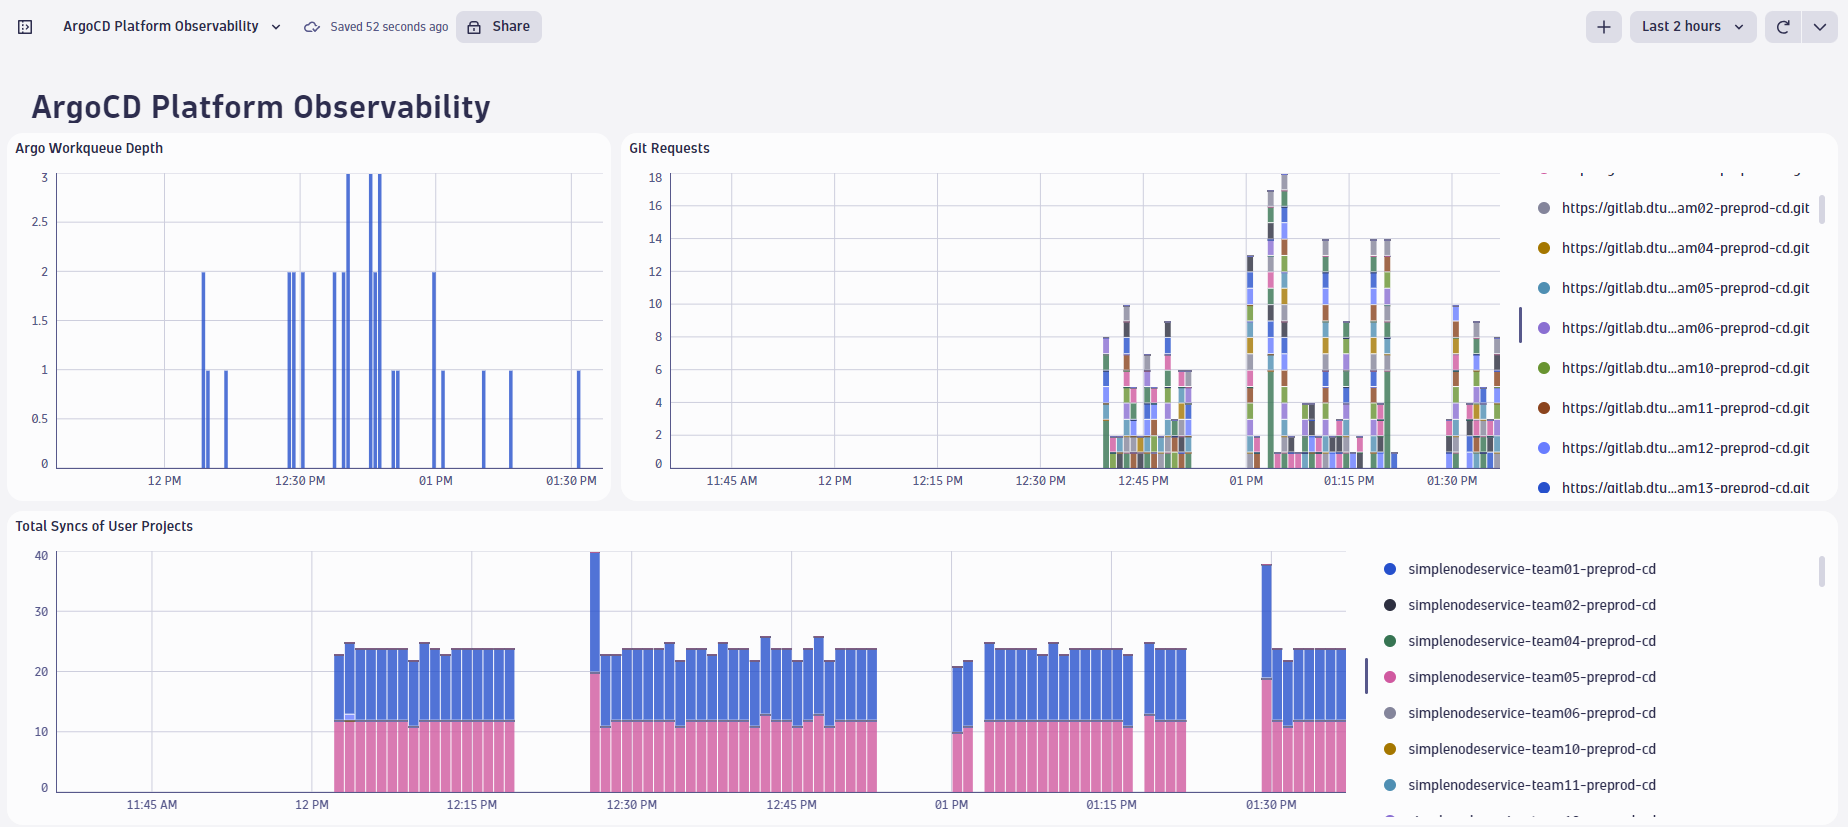 ArgoCD Platform Observability
Saved 52 seconds ago
Share
Last 2 hours
ArgoCD Platform Observability
Argo Workqueue Depth
3
2.5
2
1.5
1
0.5
0
12 PM
12:30 PM
01 PM
01:30 PM
Git Requests
18
16
14
12
10
8
6
4
2
0
11:45 AM
12 PM
12:15 PM
12:30 PM
12:45 PM
01 PM
01:15 PM
01:30 PM
https://gitlab.dtu...am02-preprod-cd.git
https://gitlab.dtu...am04-preprod-cd.git
https://gitlab.dtu...am05-preprod-cd.git
https://gitlab.dtu...am06-preprod-cd.git
https://gitlab.dtu...am10-preprod-cd.git
https://gitlab.dtu...am11-preprod-cd.git
https://gitlab.dtu...am12-preprod-cd.git
https://gitlab.dtu...am13-preprod-cd.git
Total Syncs of User Projects
40
30
20
10
0
11:45 AM
12 PM
12:15 PM
12:30 PM
12:45 PM
01 PM
01:15 PM
01:30 PM
simplenodeservice-team01-preprod-cd
simplenodeservice-team02-preprod-cd
simplenodeservice-team04-preprod-cd
simplenodeservice-team05-preprod-cd
simplenodeservice-team06-preprod-cd
simplenodeservice-team10-preprod-cd
simplenodeservice-team11-preprod-cd